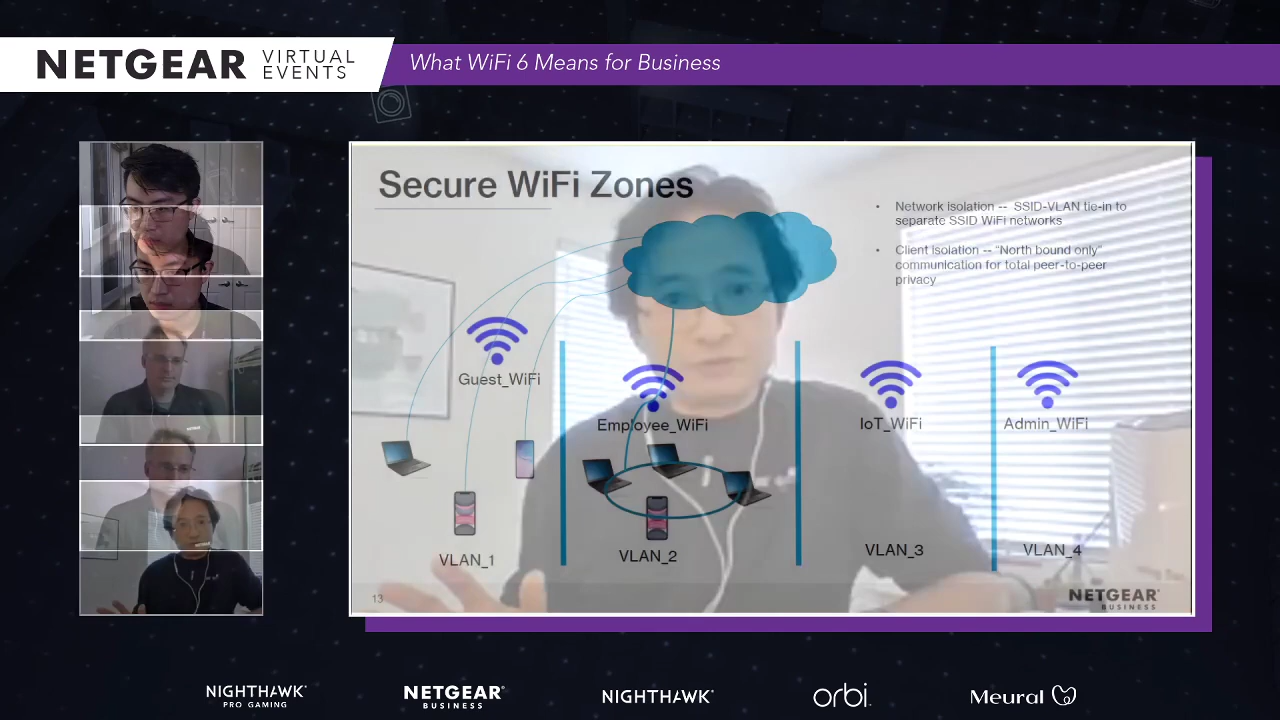 NETGEAR
VIRTUAL
EVENTS
What WiFi 6 Means for Business
Secure WiFi Zones
• Network isolation -- SSID-VLAN tie-in to
separate SSID WiFi networks
• Client isolation -- “North bound only”
communication for total peer-to-peer
privacy
Guest_WiFi
Employee_WiFi
IoT_WiFi
Admin_WiFi
VLAN_1
VLAN_2
VLAN_3
VLAN_4
13
NETGEAR®
BUSINESS
NIGHTHAWK®
PRO GAMING
NETGEAR®
BUSINESS
NIGHTHAWK®
orbi™
Meural